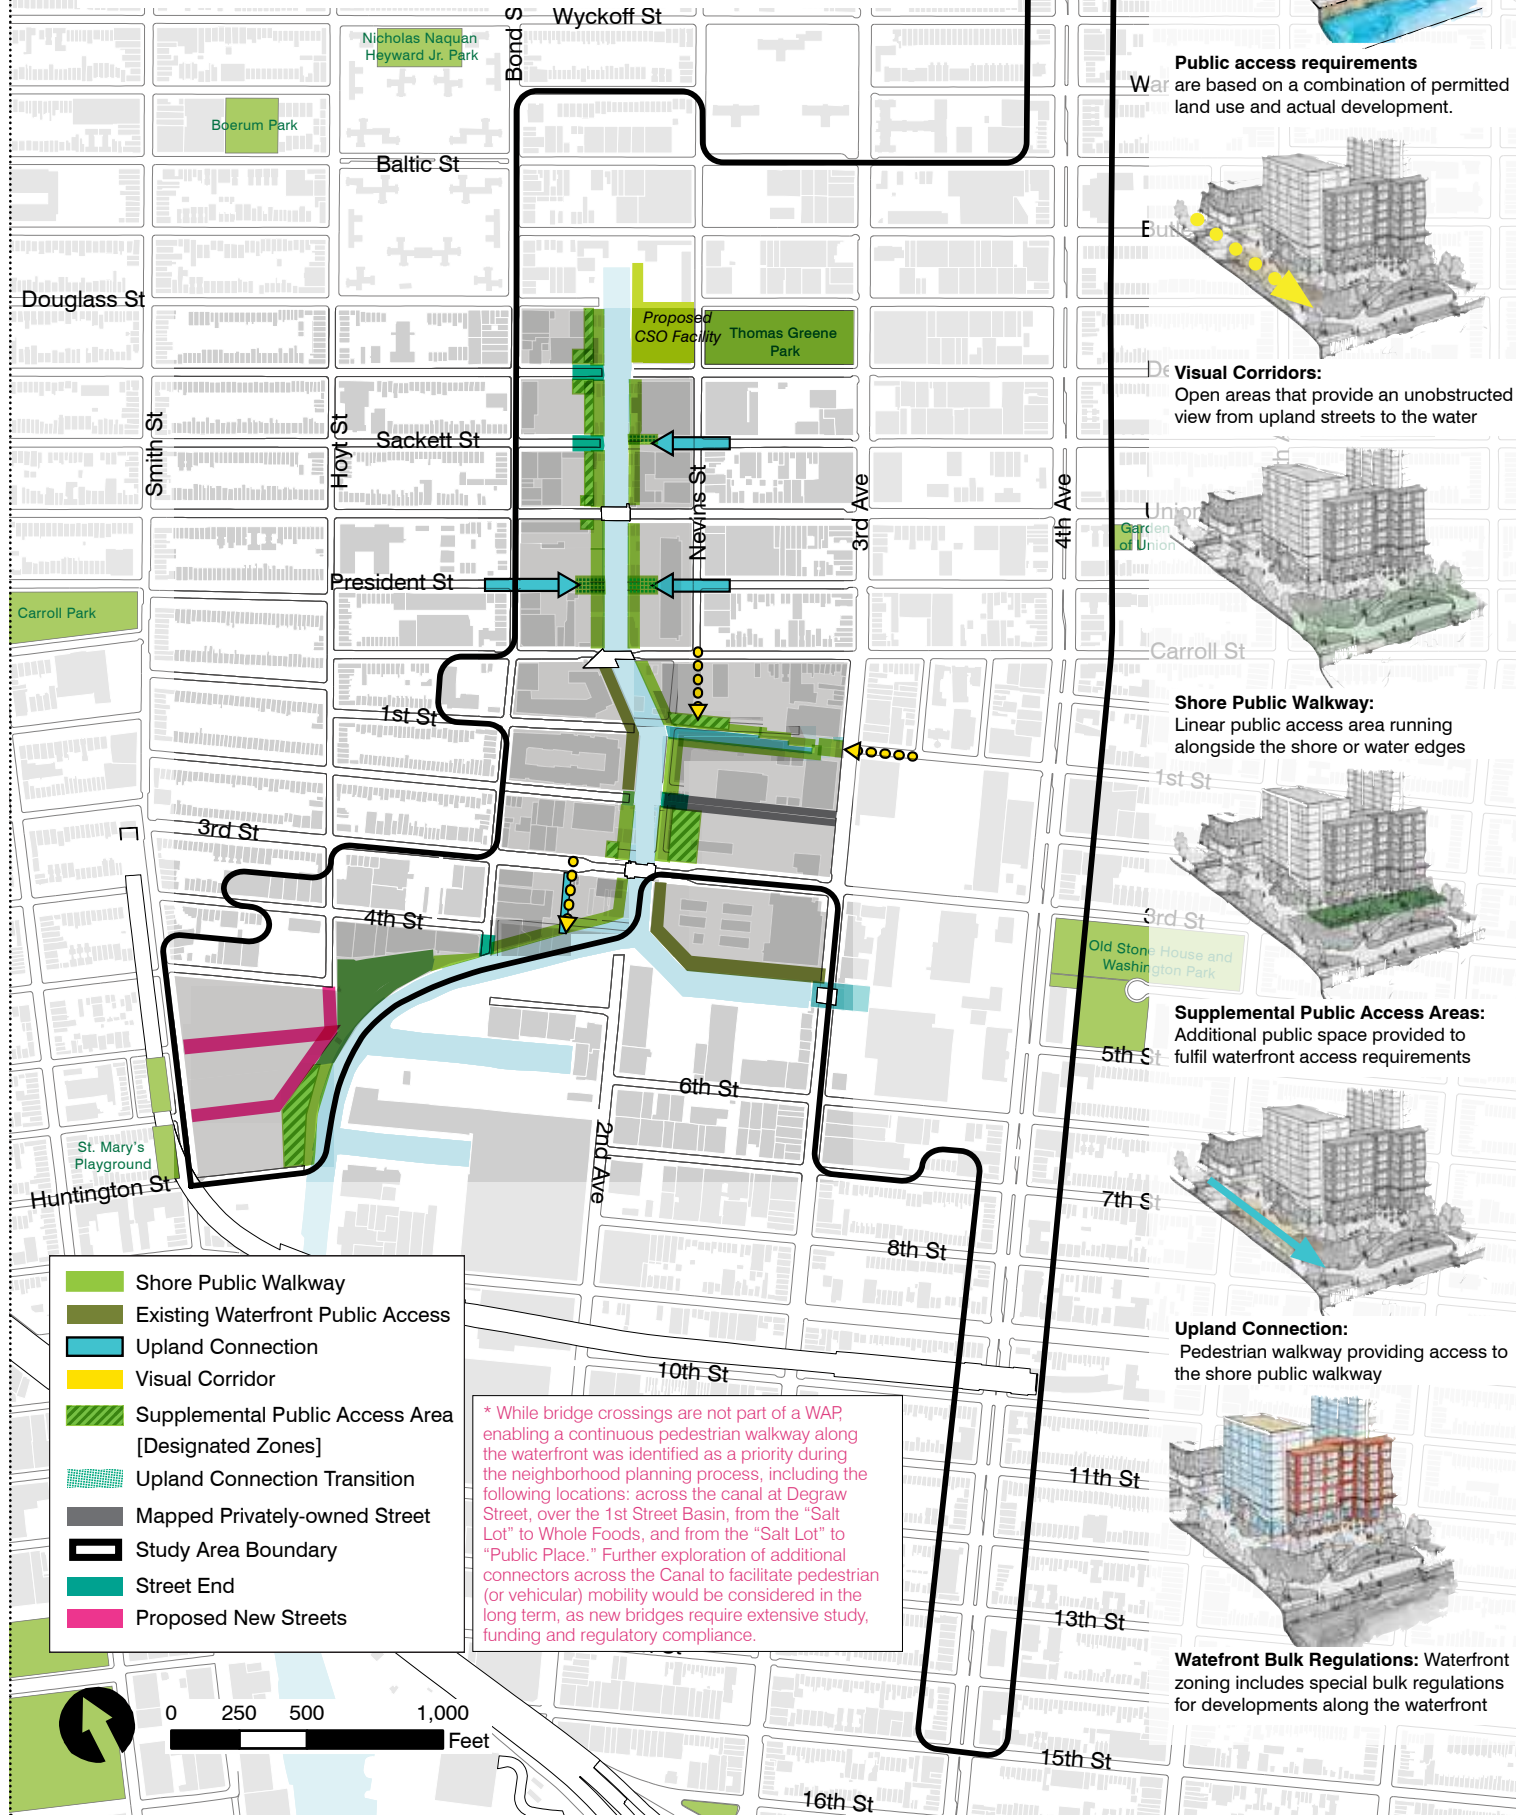 Wyckoff St
Bond S
Nicholas Naquan
Heyward Jr. Park
Boerum Park
Baltic St
Douglass St
Proposed
CSO Facility
Thomas Greene
Park
Smith St
Hoyt St
Sackett St
Nevins St
3rd Ave
4th Ave
Union
Garden
of Union
President St
Carroll Park
Carroll St
1st St
1st St
3rd St
3rd St
4th St
Old Stone House and
Washington Park
5th St
6th St
2nd Ave
St. Mary's
Playground
Huntington St
7th St
8th St
10th St
11th St
13th St
15th St
16th St
Public access requirements
are based on a combination of permitted
land use and actual development.
Visual Corridors:
Open areas that provide an unobstructed
view from upland streets to the water
Shore Public Walkway:
Linear public access area running
alongside the shore or water edges
Supplemental Public Access Areas:
Additional public space provided to
fulfil waterfront access requirements
Upland Connection:
Pedestrian walkway providing access to
the shore public walkway
Watefront Bulk Regulations: Waterfront
zoning includes special bulk regulations
for developments along the waterfront
Shore Public Walkway
Existing Waterfront Public Access
Upland Connection
Visual Corridor
Supplemental Public Access Area
[Designated Zones]
Upland Connection Transition
Mapped Privately-owned Street
Study Area Boundary
Street End
Proposed New Streets
* While bridge crossings are not part of a WAP,
enabling a continuous pedestrian walkway along
the waterfront was identified as a priority during
the neighborhood planning process, including the
following locations: across the canal at Degraw
Street, over the 1st Street Basin, from the “Salt
Lot” to Whole Foods, and from the “Salt Lot” to
“Public Place.” Further exploration of additional
connectors across the Canal to facilitate pedestrian
(or vehicular) mobility would be considered in the
long term, as new bridges require extensive study,
funding and regulatory compliance.
0 250 500 1,000
Feet